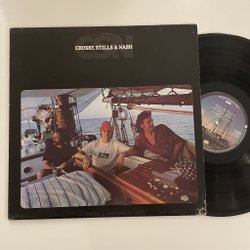 CSN
CROSBY, STILLS & NASH